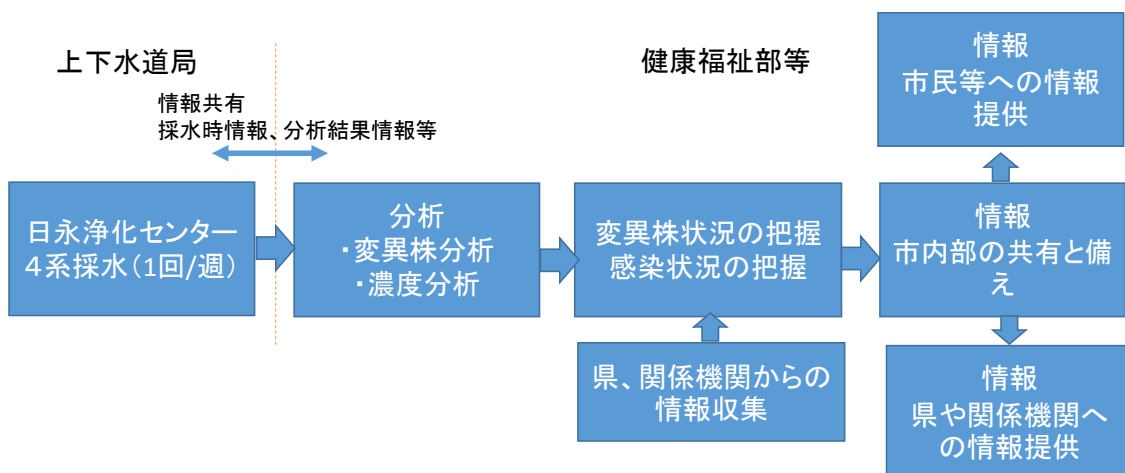 上下水道局
健康福祉部等
情報共有
採水時情報、分析結果情報等
日永浄化センター
４系採水（1回/週）
分析
・変異株分析
・濃度分析
変異株状況の把握
感染状況の把握
県、関係機関からの
情報収集
情報
市民等への情報
提供
情報
市内部の共有と備
え
情報
県や関係機関へ
の情報提供